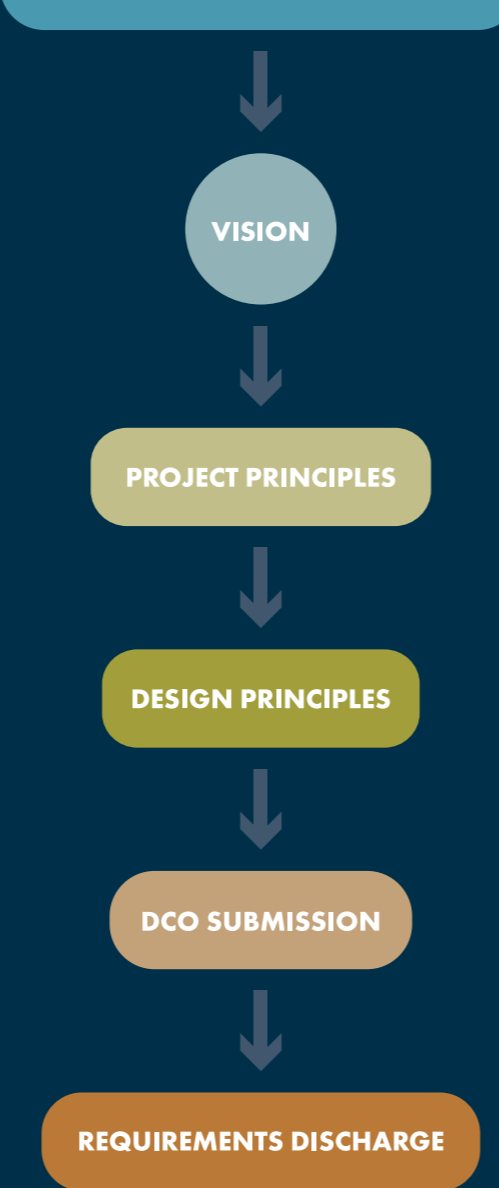 VISION
PROJECT PRINCIPLES
DESIGN PRINCIPLES
DCO SUBMISSION
REQUIREMENTS DISCHARGE